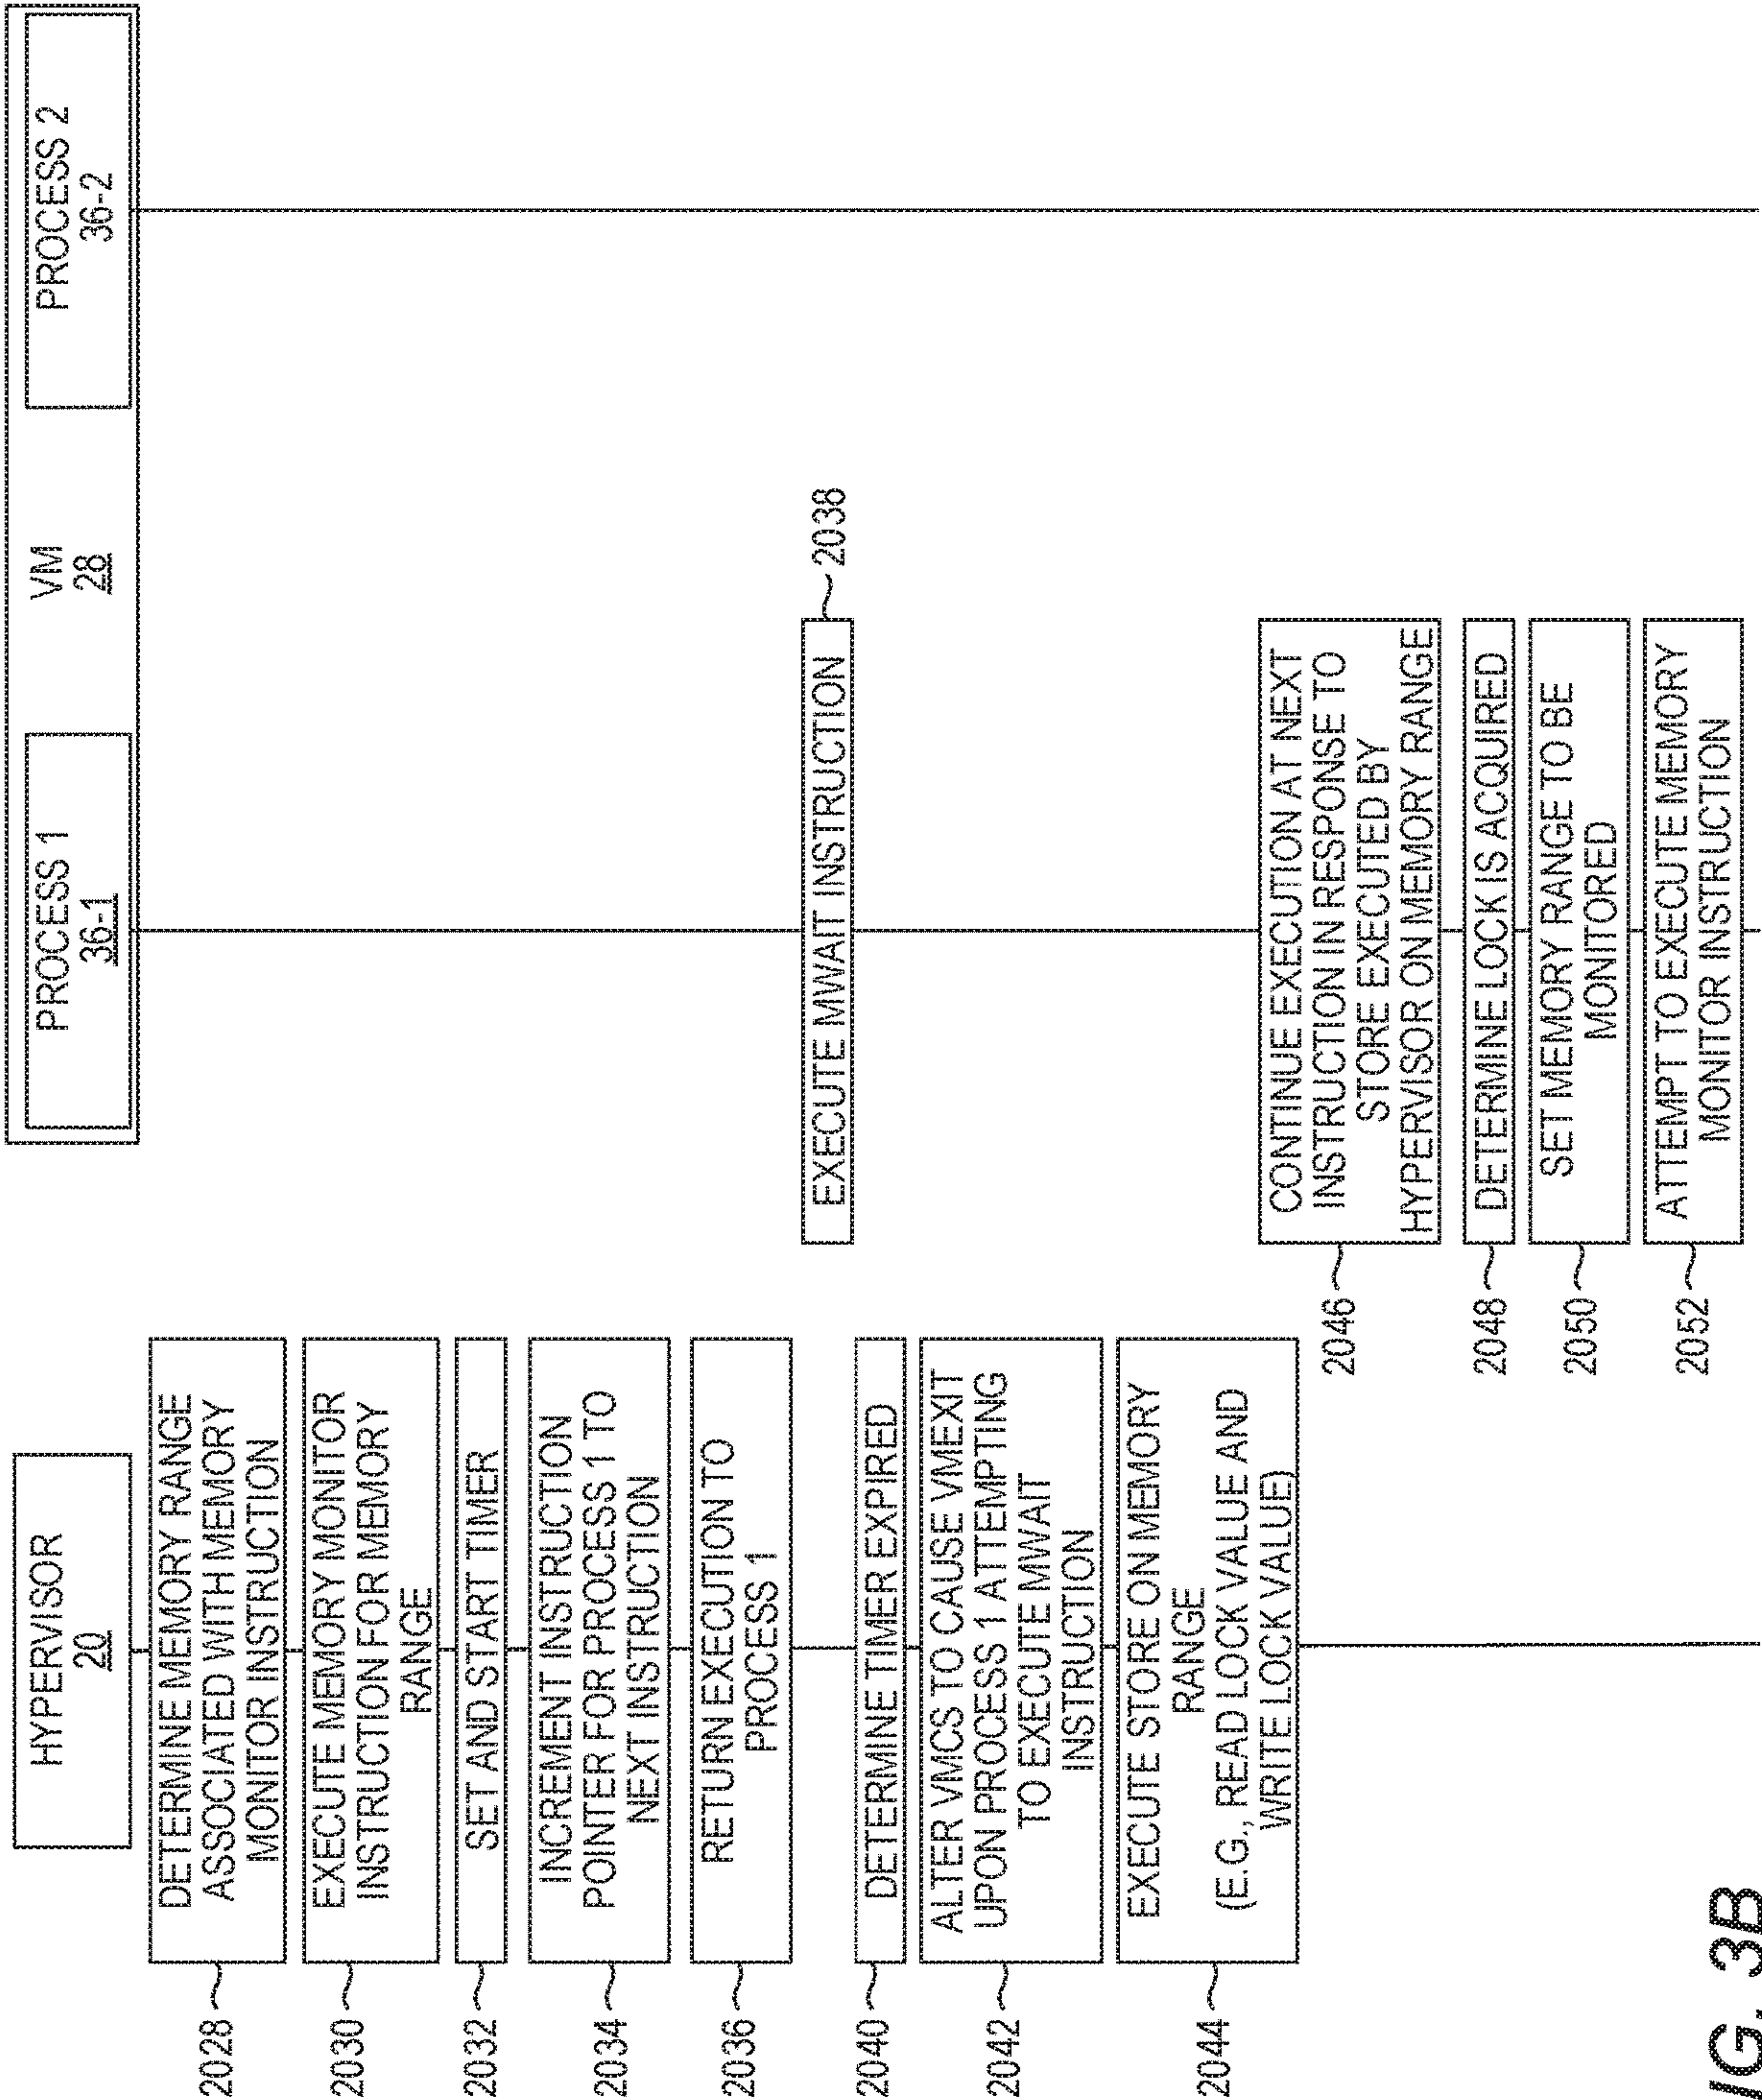 HYPERVISOR
20
VM
28
PROCESS 1
36-1
PROCESS 2
36-2
2028
DETERMINE MEMORY RANGE
ASSOCIATED WITH MEMORY
MONITOR INSTRUCTION
2030
EXECUTE MEMORY MONITOR
INSTRUCTION FOR MEMORY
RANGE
2032
SET AND START TIMER
2034
INCREMENT INSTRUCTION
POINTER FOR PROCESS 1 TO
NEXT INSTRUCTION
2036
RETURN EXECUTION TO
PROCESS 1
EXECUTE MWAIT INSTRUCTION
2038
2040
DETERMINE TIMER EXPIRED
2042
ALTER VMCS TO CAUSE VMEXIT
UPON PROCESS 1 ATTEMPTING
TO EXECUTE MWAIT
INSTRUCTION
2044
EXECUTE STORE ON MEMORY
RANGE
(E.G., READ LOCK VALUE AND
WRITE LOCK VALUE)
2046
CONTINUE EXECUTION AT NEXT
INSTRUCTION IN RESPONSE TO
STORE EXECUTED BY
HYPERVISOR ON MEMORY RANGE
2048
DETERMINE LOCK IS ACQUIRED
2050
SET MEMORY RANGE TO BE
MONITORED
2052
ATTEMPT TO EXECUTE MEMORY
MONITOR INSTRUCTION
IG. 3B